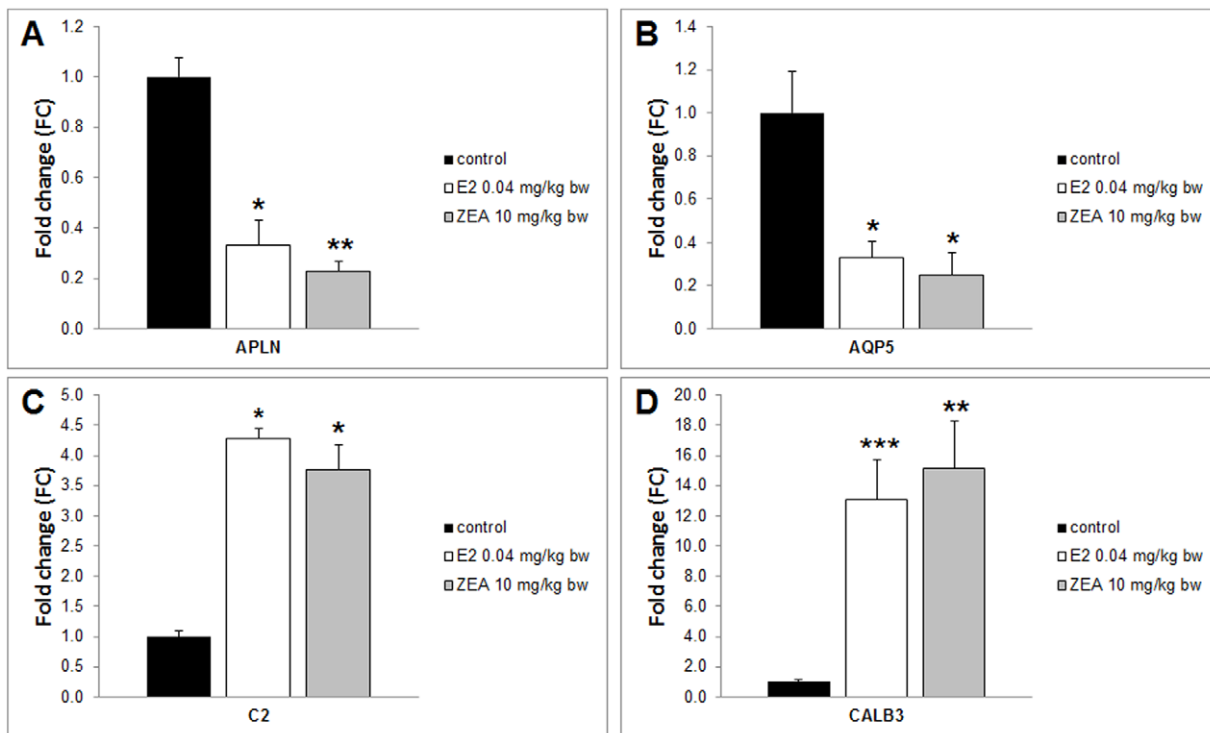 A
Fold change (FC)
1.2
1.0
0.8
0.6
0.4
0.2
0.0
*
**
APLN
control
E2 0.04 mg/kg bw
ZEA 10 mg/kg bw
B
Fold change (FC)
1.4
1.2
1.0
0.8
0.6
0.4
0.2
0.0
*
*
AQP5
control
E2 0.04 mg/kg bw
ZEA 10 mg/kg bw
C
Fold change (FC)
5.0
4.5
4.0
3.5
3.0
2.5
2.0
1.5
1.0
0.5
0.0
*
*
C2
control
E2 0.04 mg/kg bw
ZEA 10 mg/kg bw
D
Fold change (FC)
20.0
18.0
16.0
14.0
12.0
10.0
8.0
6.0
4.0
2.0
0.0
***
**
CALB3
control
E2 0.04 mg/kg bw
ZEA 10 mg/kg bw